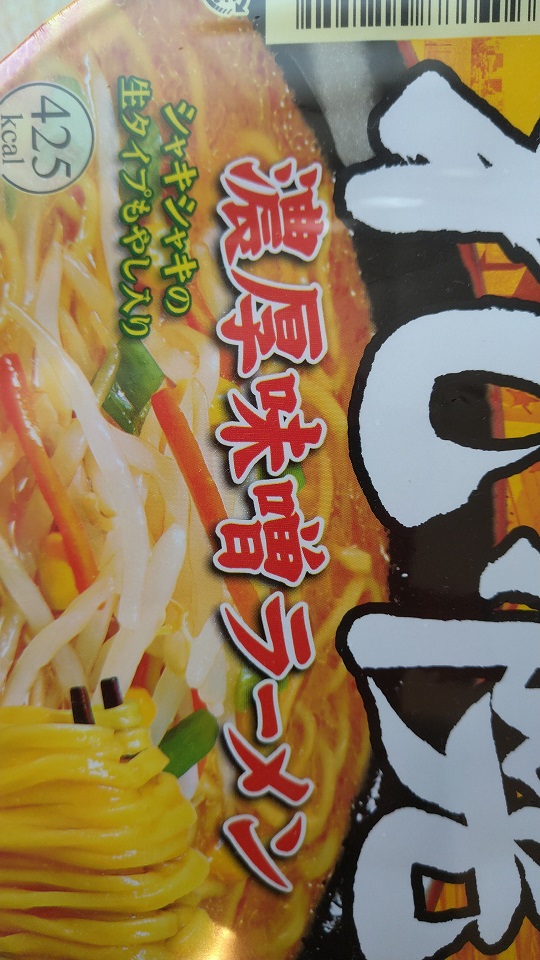 濃厚味噌ラーメン
シャキシャキの
生タイプもやし入り
425
kcal